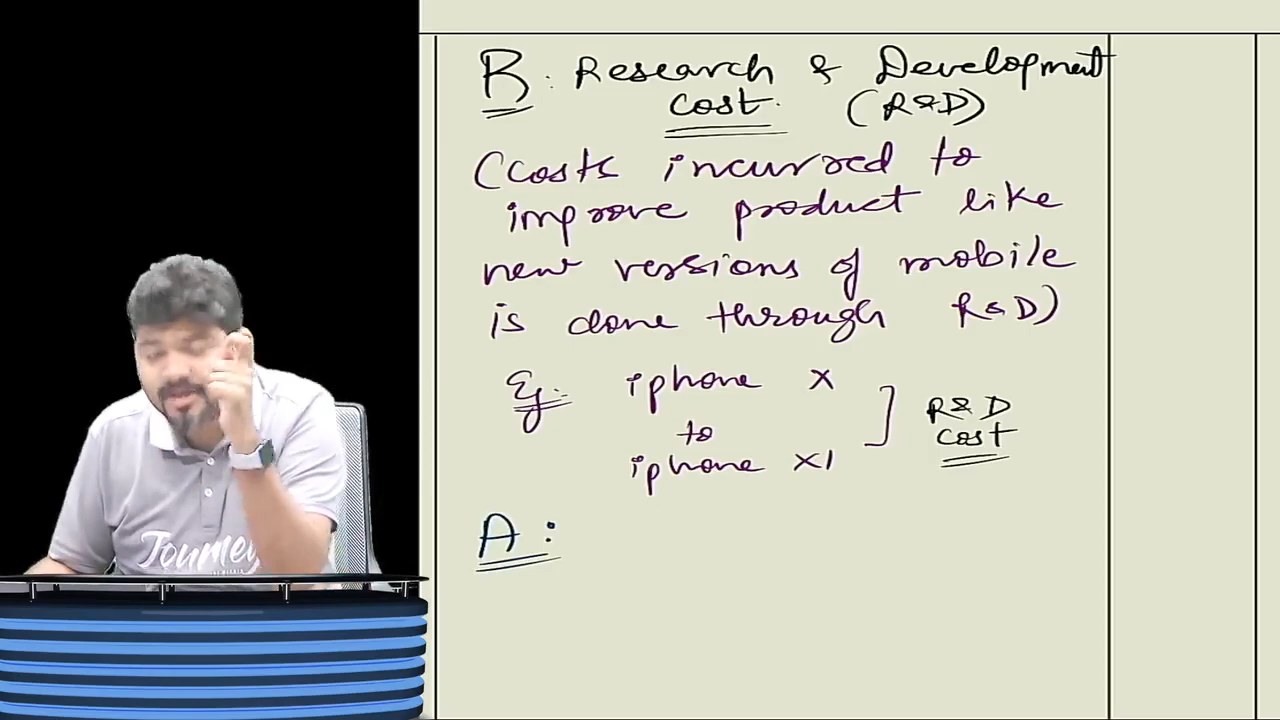 R: Research & Development
cost. (R&D)
(Costs incurred to
improve product like
new versions of mobile
is done through R&D)
Eg: iphone X
to
iphone XI
] R&D
cost
A:
Journey